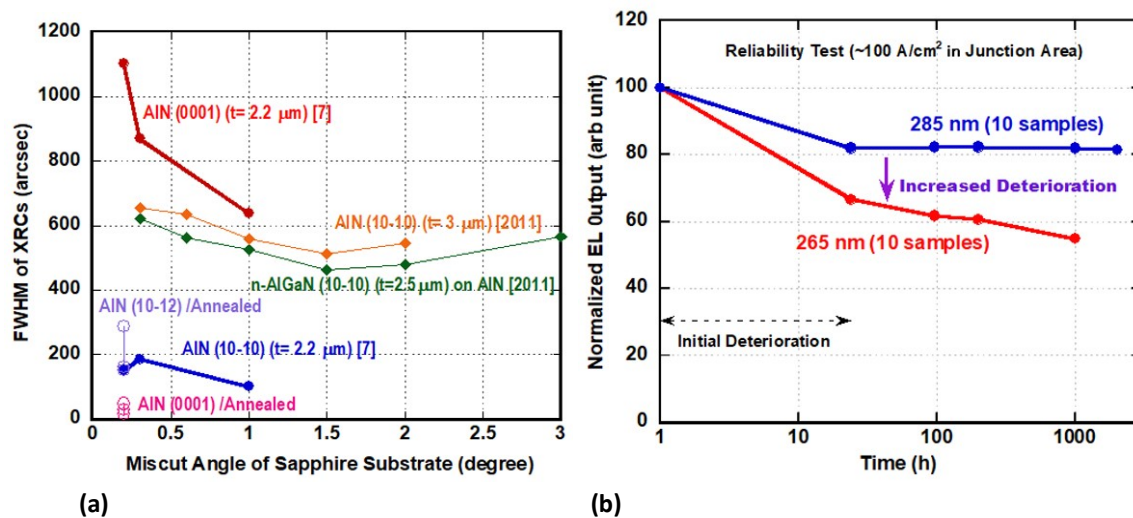 1200
1000
800
600
400
200
0
FWHM of XRCs (arcsec)
AlN (0001) (t= 2.2 μm) [7]
AlN (10-10) (t= 3 μm) [2011]
n-AlGaN (10-10) (t=2.5 μm) on AlN [2011]
AlN (10-12) /Annealed
AlN (10-10) (t= 2.2 μm) [7]
AlN (0001) /Annealed
0 0.5 1 1.5 2 2.5 3
Miscut Angle of Sapphire Substrate (degree)
(a)
120
100
80
60
40
20
0
Normalized EL Output (arb unit)
Reliability Test (~100 A/cm² in Junction Area)
285 nm (10 samples)
Increased Deterioration
265 nm (10 samples)
Initial Deterioration
1 10 100 1000
Time (h)
(b)